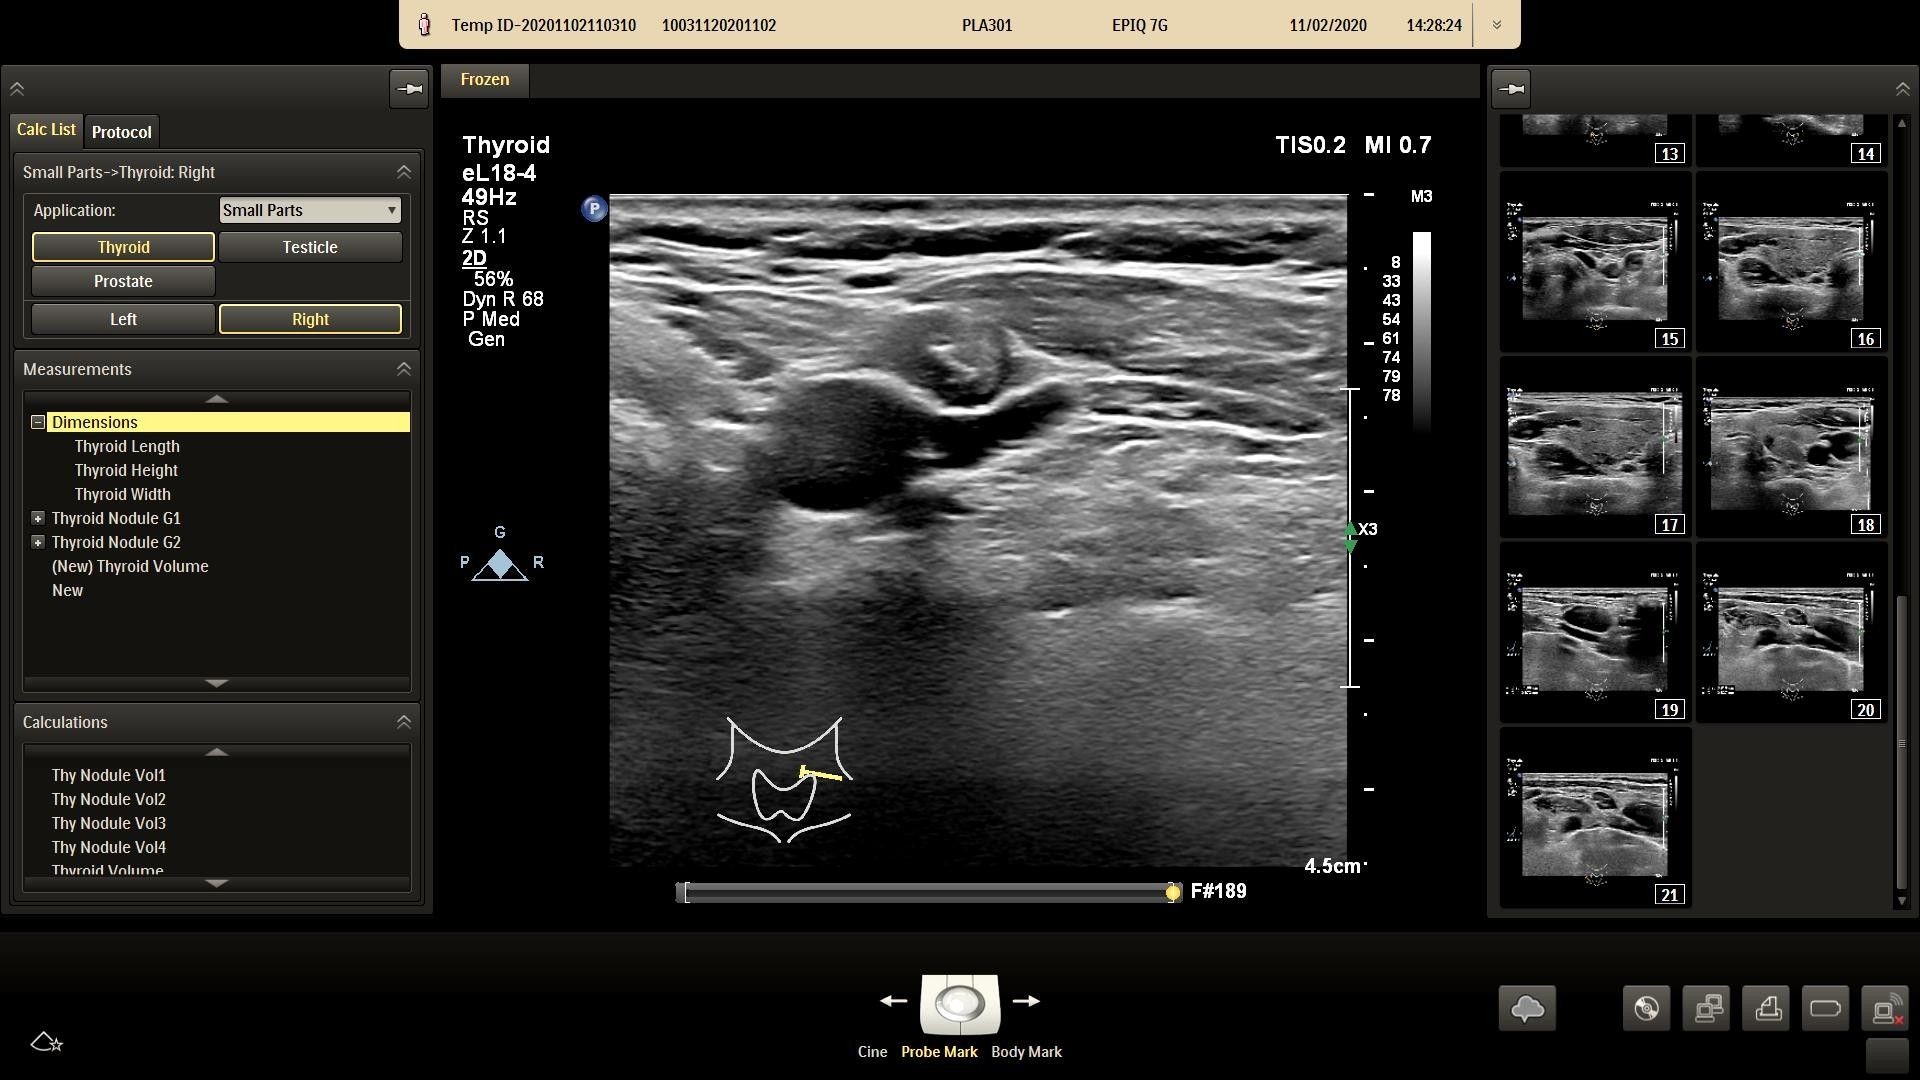 Temp ID-20201102110310 10031120201102 PLA301 EPIQ 7G 11/02/2020 14:28:24
Frozen
Calc List Protocol
Small Parts->Thyroid: Right
Application: Small Parts
Thyroid Testicle
Prostate
Left Right
Measurements
Dimensions
Thyroid Length
Thyroid Height
Thyroid Width
Thyroid Nodule G1
Thyroid Nodule G2
(New) Thyroid Volume
New
Calculations
Thy Nodule Vol1
Thy Nodule Vol2
Thy Nodule Vol3
Thy Nodule Vol4
Thyroid Volume
Thyroid
eL18-4
49Hz
RS
Z 1.1
2D
56%
Dyn R 68
P Med
Gen
P
G
P R
TIS0.2 MI 0.7
M3
8
33
43
54
61
74
79
78
X3
4.5cm
F#189
13 14
15 16
17 18
19 20
21
Cine Probe Mark Body Mark